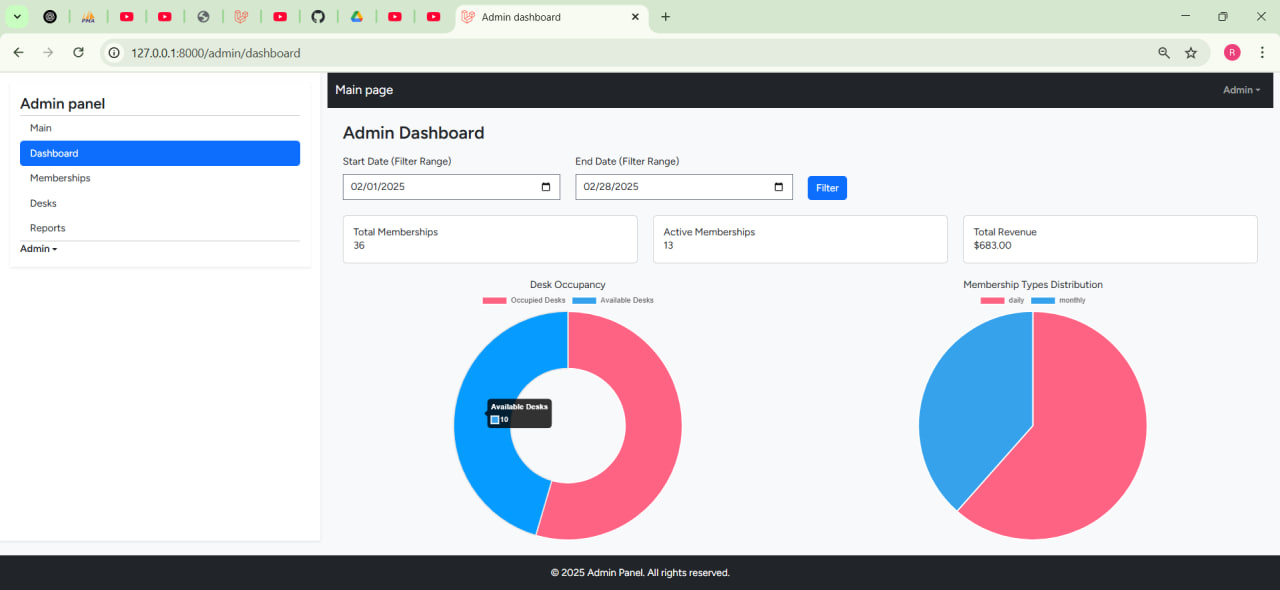 Admin dashboard
127.0.0.1:8000/admin/dashboard
R
Admin panel
Main
Dashboard
Memberships
Desks
Reports
Admin
Main page
Admin
Admin Dashboard
Start Date (Filter Range)
End Date (Filter Range)
02/01/2025
02/28/2025
Filter
Total Memberships
36
Active Memberships
13
Total Revenue
$683.00
Desk Occupancy
Occupied Desks Available Desks
Available Desks
10
Membership Types Distribution
daily monthly
© 2025 Admin Panel. All rights reserved.